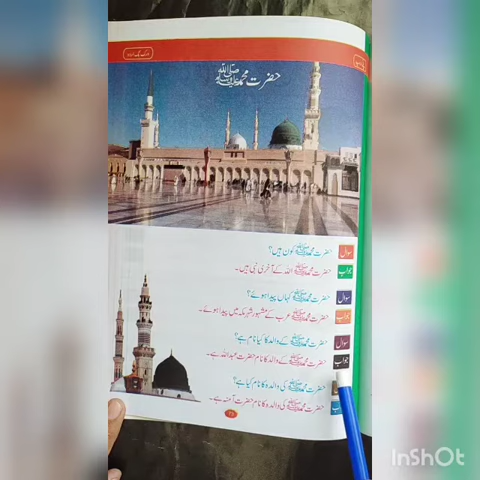 حضرت محمد ﷺ
سوال حضرت محمد ﷺ کون ہیں؟
جواب حضرت محمد ﷺ اللہ کے آخری نبی ہیں۔
سوال حضرت محمد ﷺ کہاں پیدا ہوئے؟
جواب حضرت محمد ﷺ عرب کے مشہور شہر مکہ میں پیدا ہوئے۔
سوال حضرت محمد ﷺ کے والد کا کیا نام ہے؟
جواب حضرت محمد ﷺ کے والد کا نام حضرت عبداللہ ہے۔
حضرت محمد ﷺ کی والدہ کا نام کیا ہے؟
حضرت محمد ﷺ کی والدہ کا نام حضرت آمنہ ہے۔
73
InShOt